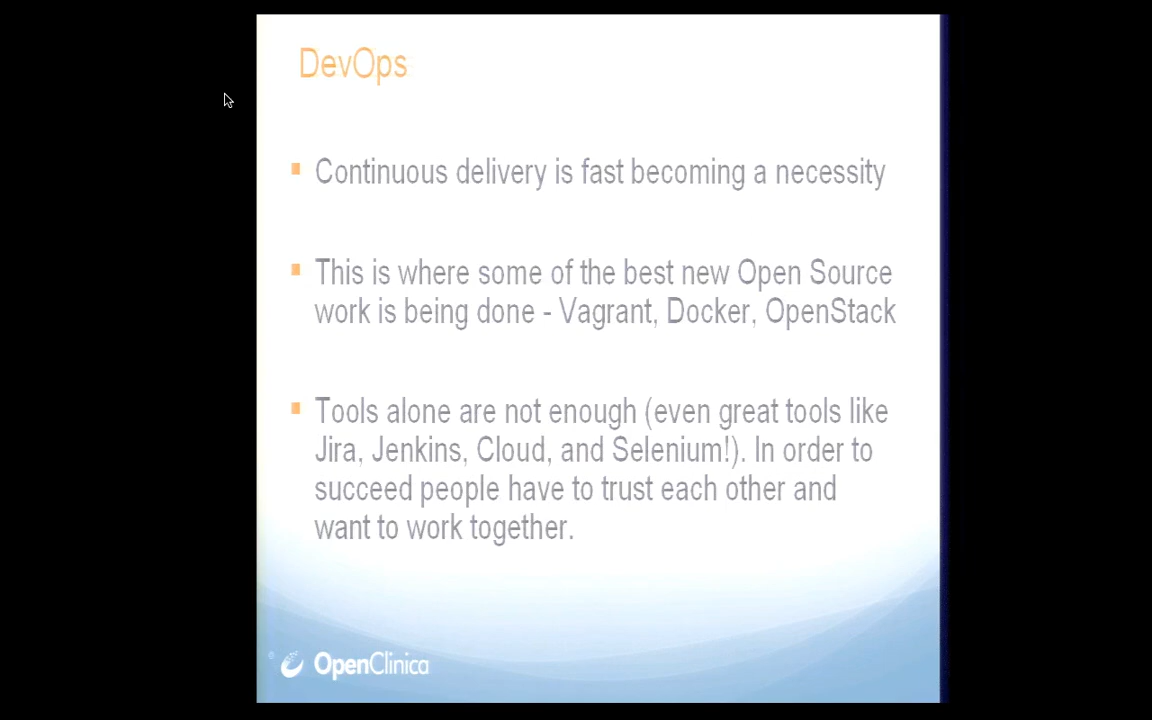 DevOps
Continuous delivery is fast becoming a necessity
This is where some of the best new Open Source
work is being done - Vagrant, Docker, OpenStack
Tools alone are not enough (even great tools like
Jira, Jenkins, Cloud, and Selenium!). In order to
succeed people have to trust each other and
want to work together.
OpenClinica